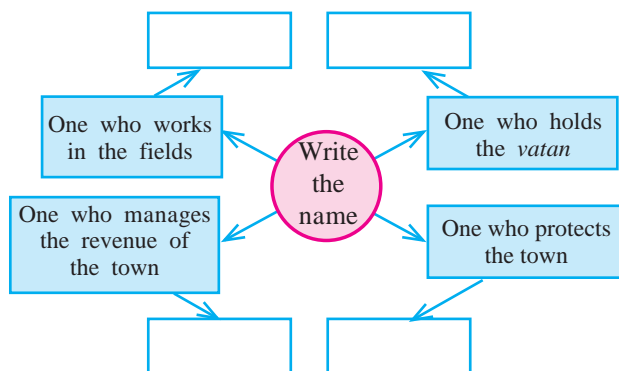 One who works
in the fields
One who holds
the vatan
Write
the
name
One who manages
the revenue of
the town
One who protects
the town